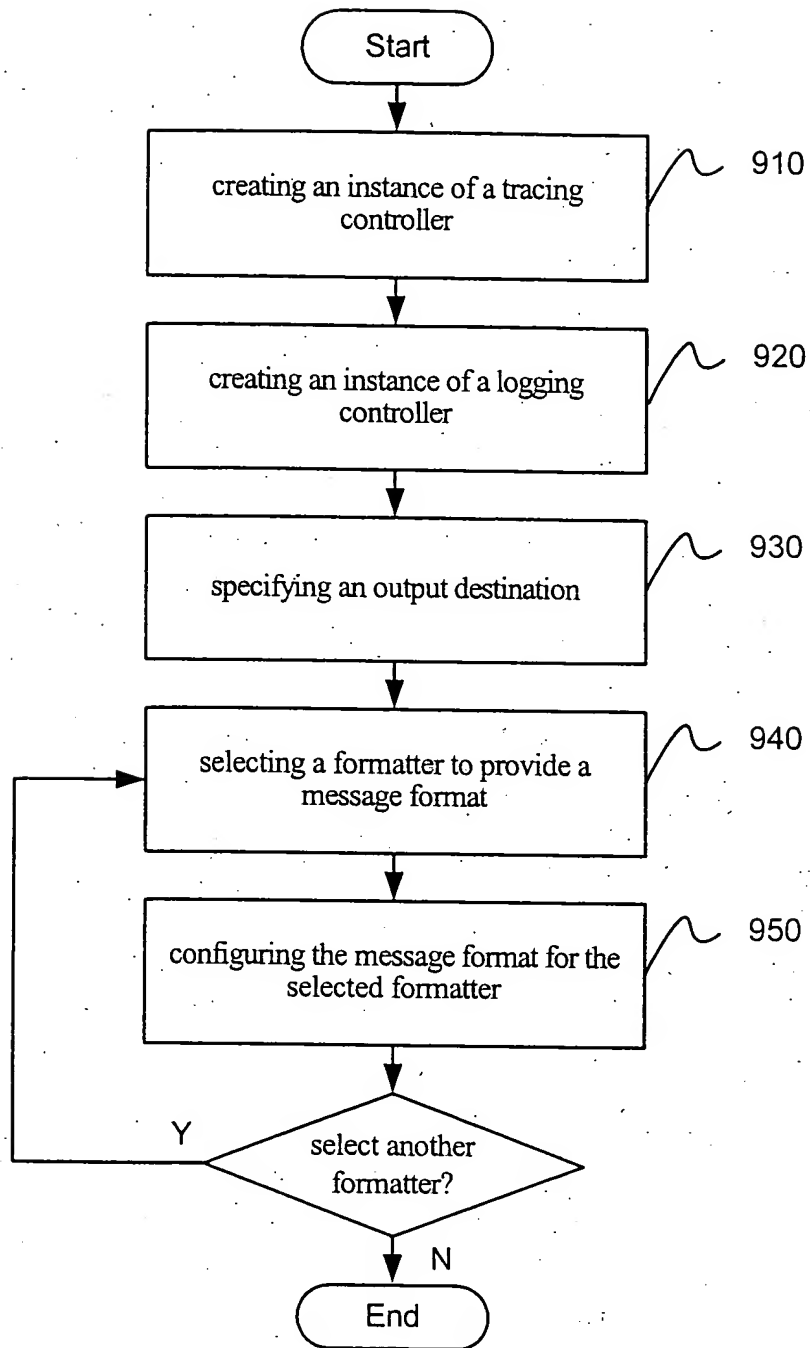 Start
creating an instance of a tracing
controller
910
creating an instance of a logging
controller
920
specifying an output destination
930
selecting a formatter to provide a
message format
940
configuring the message format for the
selected formatter
950
Y
select another
formatter?
N
End